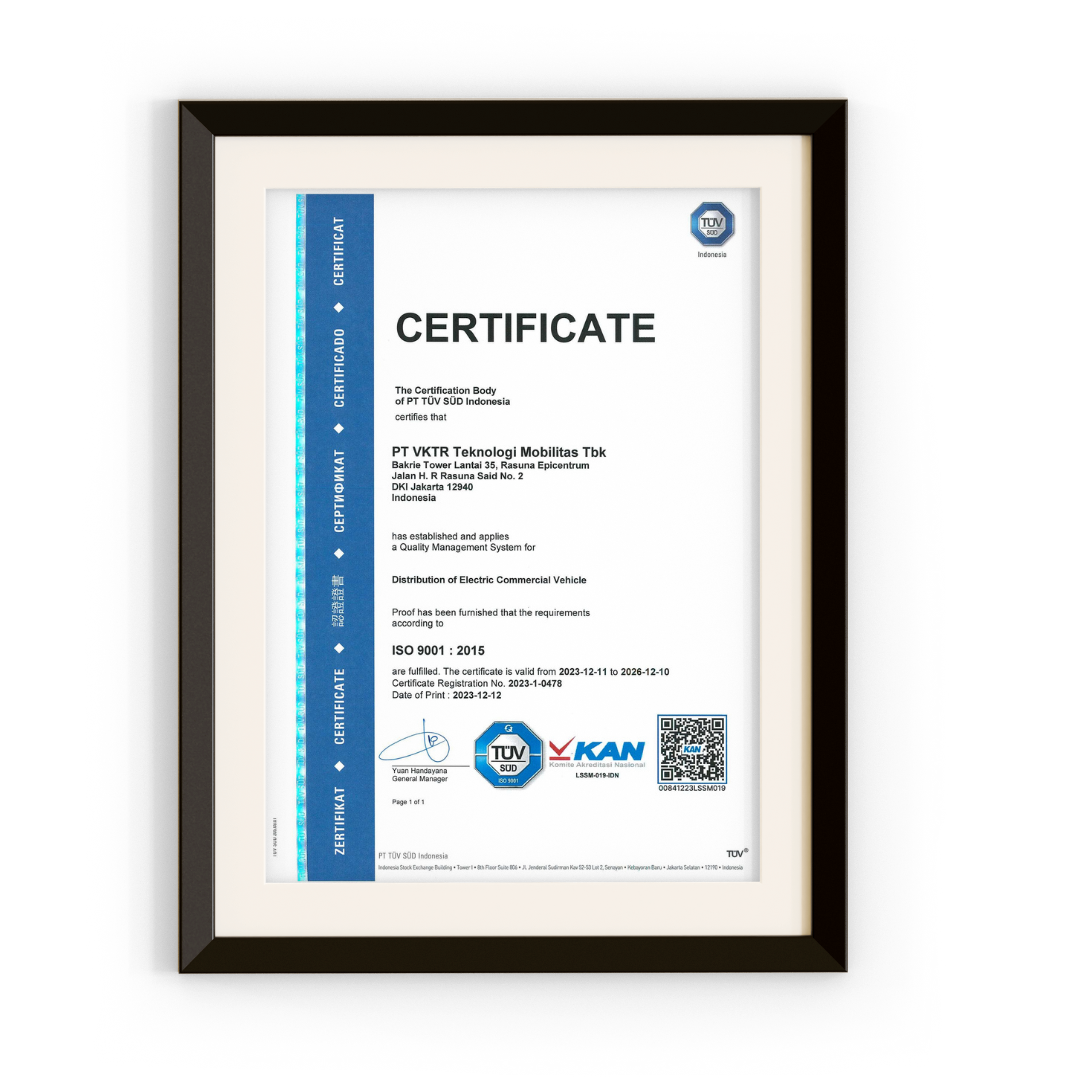 TÜV
SÜD
Indonesia
CERTIFICATE
The Certification Body
of PT TÜV SÜD Indonesia
certifies that
PT VKTR Teknologi Mobilitas Tbk
Bakrie Tower Lantai 35, Rasuna Epicentrum
Jalan H. R Rasuna Said No. 2
DKI Jakarta 12940
Indonesia
has established and applies
a Quality Management System for
Distribution of Electric Commercial Vehicle
Proof has been furnished that the requirements
according to
ISO 9001 : 2015
are fulfilled. The certificate is valid from 2023-12-11 to 2026-12-10
Certificate Registration No. 2023-1-0478
Date of Print : 2023-12-12
Yuan Handayana
General Manager
TÜV
SÜD
ISO 9001
KAN
Komite Akreditasi Nasional
LSSM-019-IDN
KAN
00841223LSSM019
Page 1 of 1
PT TÜV SÜD Indonesia
TÜV®
Indonesia Stock Exchange Building • Tower I • 8th Floor Suite 806 • Jl. Jenderal Sudirman Kav 52-53 Lot 2, Senayan • Kebayoran Baru • Jakarta Selatan • 12190 • Indonesia
ZERTIFIKAT ◆ CERTIFICATE ◆ 認證證書 ◆ СЕРТИФИКАТ ◆ CERTIFICADO ◆ CERTIFICAT